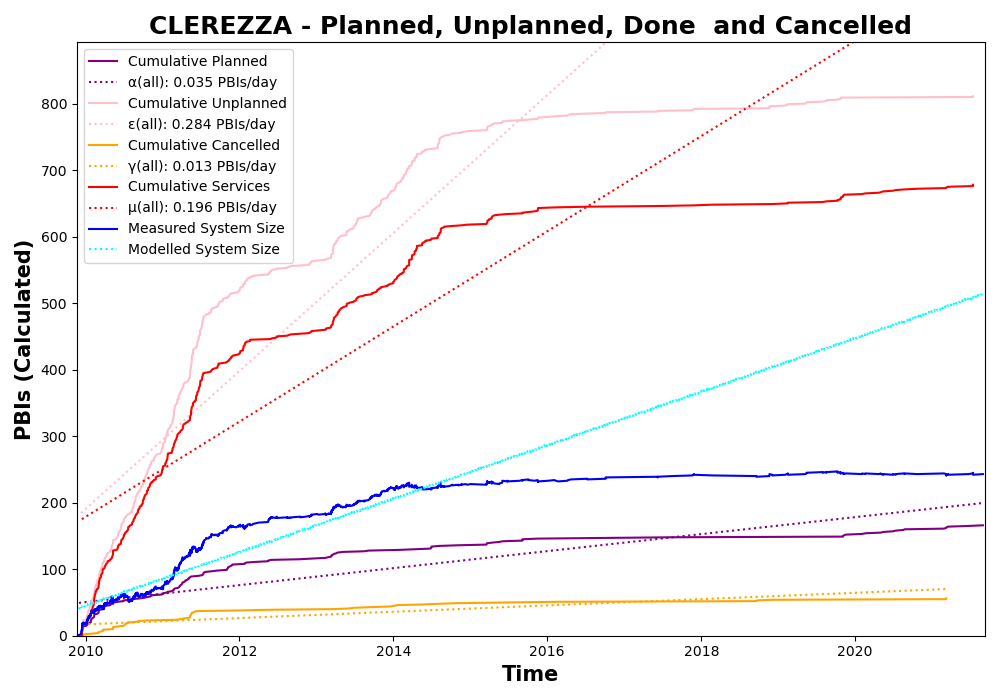 CLEREZZA - Planned, Unplanned, Done  and Cancelled
Cumulative Planned
α(all): 0.035 PBIs/day
Cumulative Unplanned
ε(all): 0.284 PBIs/day
Cumulative Cancelled
γ(all): 0.013 PBIs/day
Cumulative Services
μ(all): 0.196 PBIs/day
Measured System Size
Modelled System Size
PBIs (Calculated)
800
700
600
500
400
300
200
100
0
2010 2012 2014 2016 2018 2020
Time